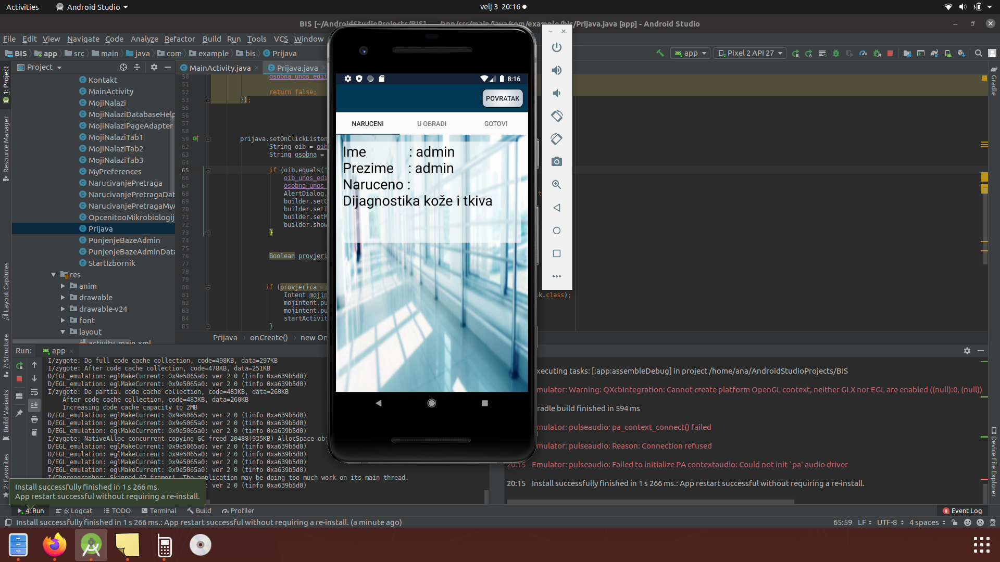 Activities
Android Studio
velj 3 20:16
BIS [~/AndroidStudioProjects/BIS] - .../app/src/main/java/com/example/bis/Prijava.java [app] - Android Studio
File Edit View Navigate Code Analyze Refactor Build Run Tools VCS Window
BIS app src main java com example bis Prijava
app
Pixel 2 API 27
Project
MainActivity.java
Prijava.java
1: Project
Resource Manager
Layout Captures
Z: Structure
Build Variants
2: Favorites
Kontakt
MainActivity
MojiNalazi
MojiNalaziDatabaseHelp
MojiNalaziPageAdapter
MojiNalaziTab1
MojiNalaziTab2
MojiNalaziTab3
MyPreferences
NarucivanjePretraga
NarucivanjePretragaDat
NarucivanjePretragaMyA
OpcenitooMikrobiologij
Prijava
PunjenjeBazeAdmin
PunjenjeBazeAdminData
StartIzbornik
res
anim
drawable
drawable-v24
font
layout
activity_main.xml
50 osobna_unos_edit
51
52 return false;
53 });
55
56
57
58
59 prijava.setOnClickListen
62 String oib = oib
63 String osobna =
64
65 if (oib.equals("
66 oib_unos_edi
67 osobna_unos_
68 AlertDialog.
69 builder.setC
70 builder.setT
71 builder.setM
72 builder.show
73 }
74
75
76 Boolean provjeri
77
78
79
80 if (provjerica ==
81 Intent mojin
k.class);
82 mojintent.pu
83 mojintent.pu
84 startActivit
85 }
Prijava onCreate() new On
8:16
POVRATAK
NARUCENI
U OBRADI
GOTOVI
Ime : admin
Prezime : admin
Naruceno :
Dijagnostika kože i tkiva
Gradle
Device File Explorer
Run: app
I/zygote: Do full code cache collection, code=498KB, data=297KB
I/zygote: After code cache collection, code=478KB, data=251KB
D/EGL_emulation: eglMakeCurrent: 0x9e5065a0: ver 2 0 (tinfo 0xa639b5d0)
D/EGL_emulation: eglMakeCurrent: 0x9e5065a0: ver 2 0 (tinfo 0xa639b5d0)
I/zygote: Do partial code cache collection, code=483KB, data=260KB
After code cache collection, code=483KB, data=260KB
Increasing code cache capacity to 2MB
D/EGL_emulation: eglMakeCurrent: 0x9e5065a0: ver 2 0 (tinfo 0xa639b5d0)
D/EGL_emulation: eglMakeCurrent: 0x9e5065a0: ver 2 0 (tinfo 0xa639b5d0)
D/EGL_emulation: eglMakeCurrent: 0x9e5065a0: ver 2 0 (tinfo 0xa639b5d0)
I/zygote: NativeAlloc concurrent copying GC freed 20488(935KB) AllocSpace obj
D/EGL_emulation: eglMakeCurrent: 0x9e5065a0: ver 2 0 (tinfo 0xa639b5d0)
D/EGL_emulation: eglMakeCurrent: 0x9e5065a0: ver 2 0 (tinfo 0xa639b5d0)
D/EGL_emulation: eglMakeCurrent: 0x9e5065a0: ver 2 0 (tinfo 0xa639b5d0)
D/EGL_emulation: eglMakeCurrent: 0x9e5065a0: ver 2 0 (tinfo 0xa639b5d0)
I/Choreographer: Skipped 62 frames! The application may be doing too much work on its main thread.
: ver 2 0 (tinfo 0xa639b5d0)
xecuting tasks: [:app:assembleDebug] in project /home/ana/AndroidStudioProjects/BIS
mulator: Warning: QXcbIntegration: Cannot create platform OpenGL context, neither GLX nor EGL are enabled ((null):0, (null))
radle build finished in 594 ms
mulator: pulseaudio: pa_context_connect() failed
mulator: pulseaudio: Reason: Connection refused
20:15 Emulator: pulseaudio: Failed to initialize PA contextaudio: Could not init `pa' audio driver
20:15 Install successfully finished in 1 s 266 ms.: App restart successful without requiring a re-install.
Install successfully finished in 1 s 266 ms.
App restart successful without requiring a re-install.
4: Run
6: Logcat
TODO
Terminal
Build
Profiler
8 Event Log
Install successfully finished in 1 s 266 ms.: App restart successful without requiring a re-install. (a minute ago)
65:59 LF UTF-8 4 spaces